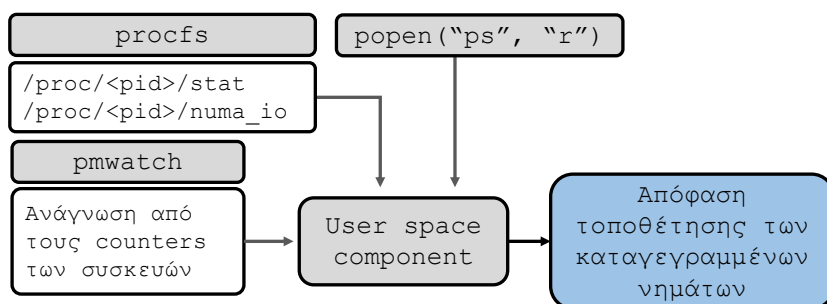 procfs
/proc/<pid>/stat
/proc/<pid>/numa_io
popen(“ps”, “r”)
pmwatch
Ανάγνωση από
τους counters
των συσκευών
User space
component
Απόφαση
τοποθέτησης των
καταγεγραμμένων
νημάτων